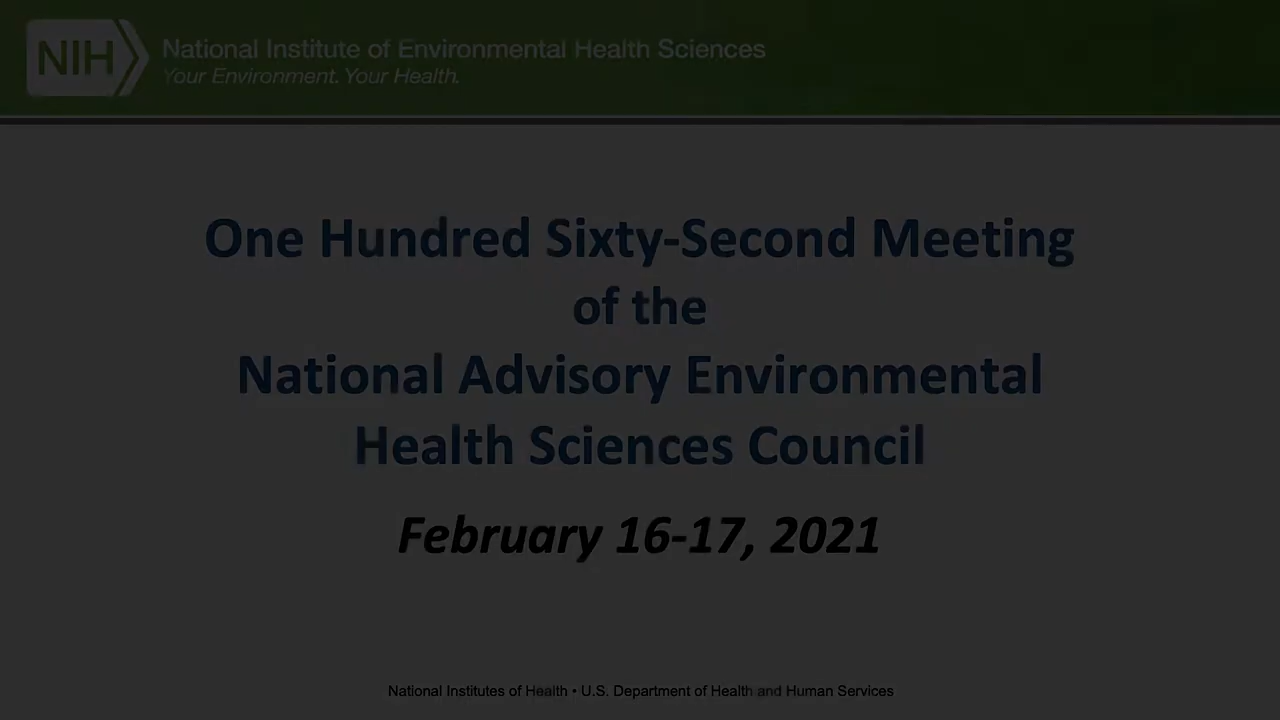 NIH
National Institute of Environmental Health Sciences
Your Environment. Your Health.
One Hundred Sixty-Second Meeting
of the
National Advisory Environmental
Health Sciences Council
February 16-17, 2021
National Institutes of Health • U.S. Department of Health and Human Services